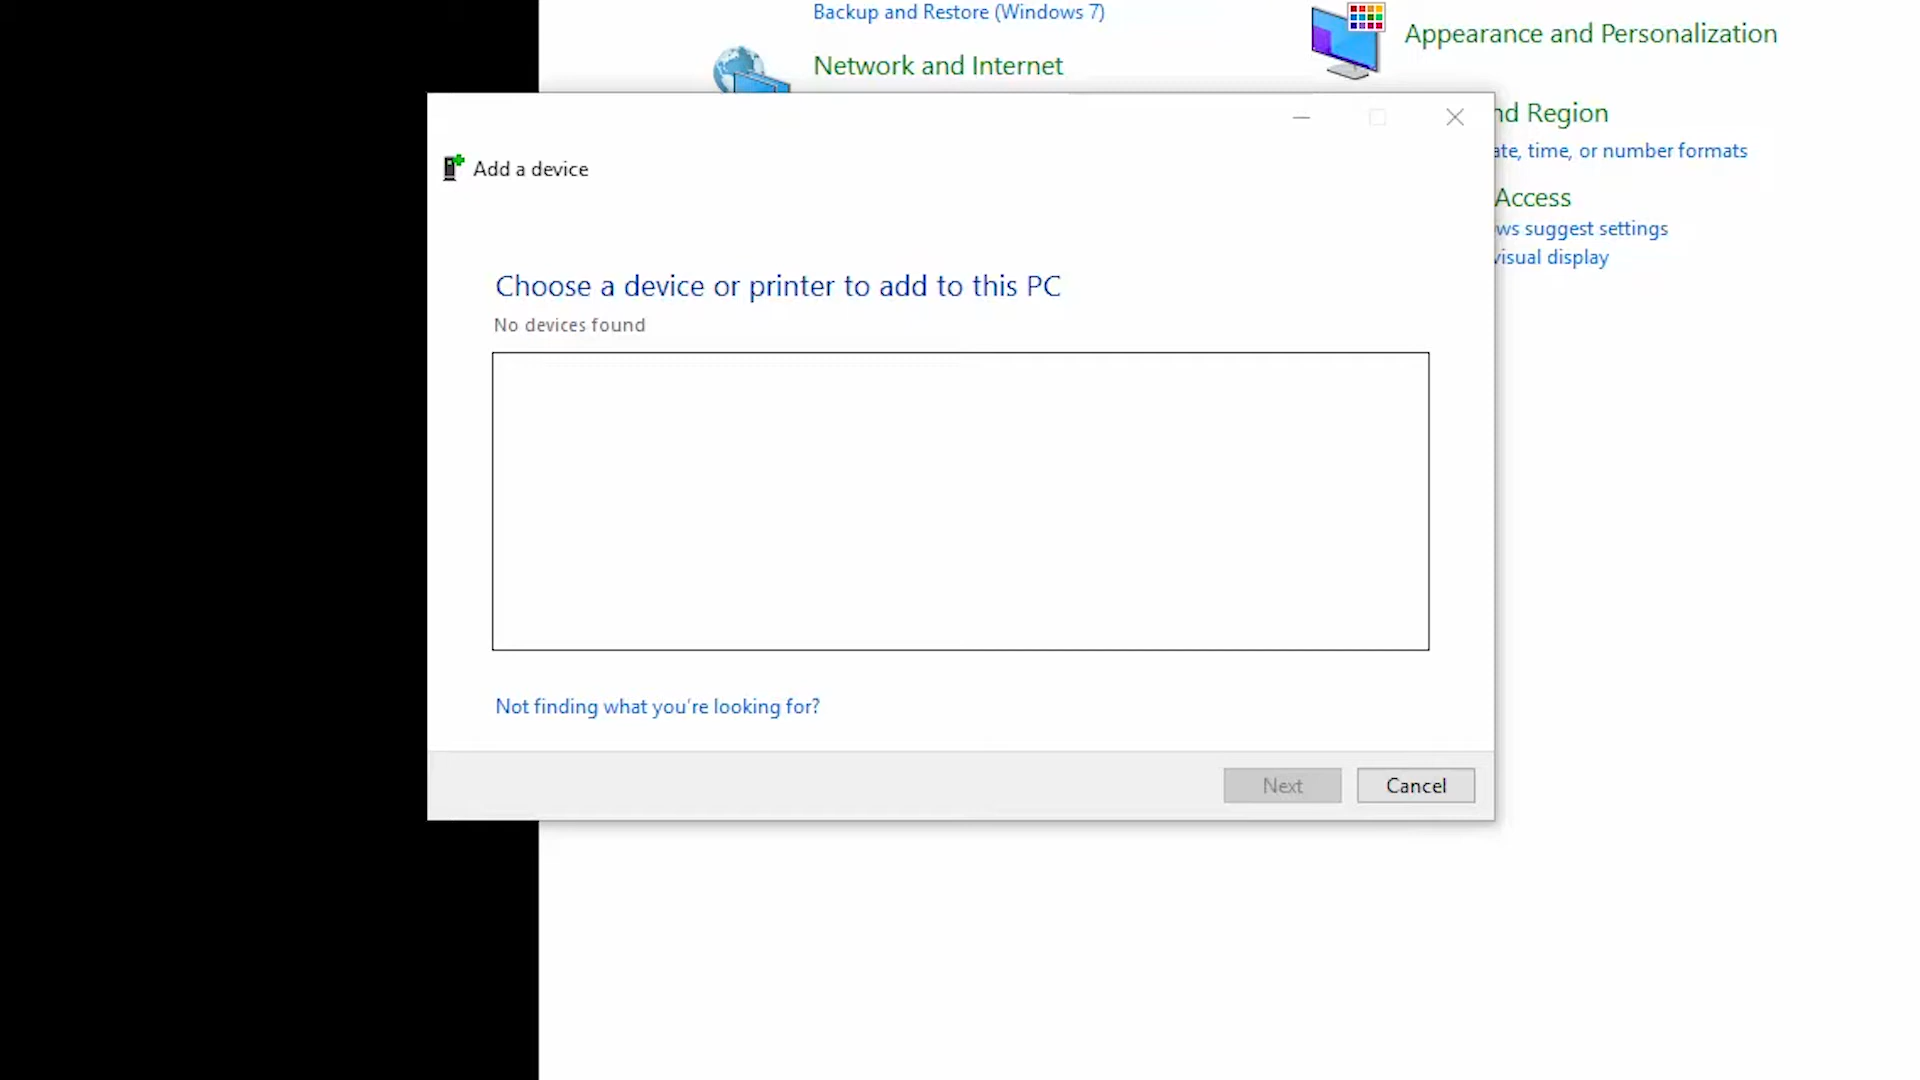 Backup and Restore (Windows 7)
Network and Internet
Appearance and Personalization
nd Region
ate, time, or number formats
Access
ws suggest settings
visual display
Add a device
Choose a device or printer to add to this PC
No devices found
Not finding what you're looking for?
Next
Cancel